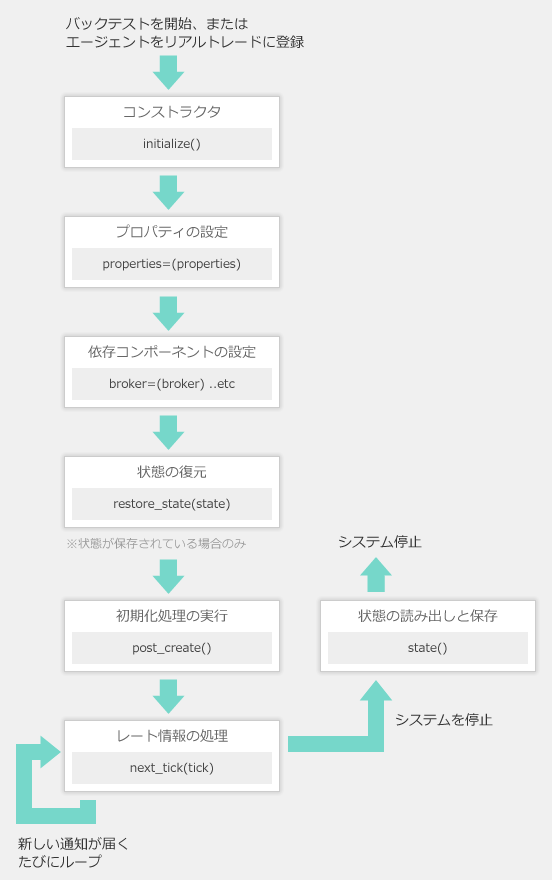 バックテストを開始、または
エージェントをリアルトレードに登録
コンストラクタ
initialize()
プロパティの設定
properties=(properties)
依存コンポーネントの設定
broker=(broker) ..etc
状態の復元
restore_state(state)
※状態が保存されている場合のみ
初期化処理の実行
post_create()
レート情報の処理
next_tick(tick)
新しい通知が届く
たびにループ
システムを停止
状態の読み出しと保存
state()
システム停止